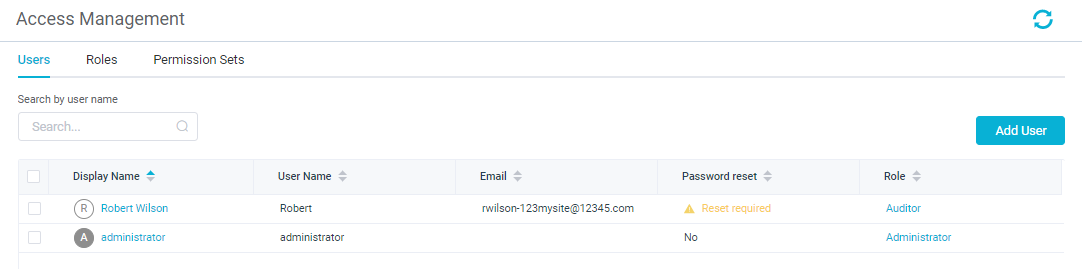 Access Management
Users Roles Permission Sets
Search by user name
Search...
Add User
Display Name User Name Email Password reset Role
R Robert Wilson Robert rwilson-123mysite@12345.com Reset required Auditor
A administrator administrator No Administrator